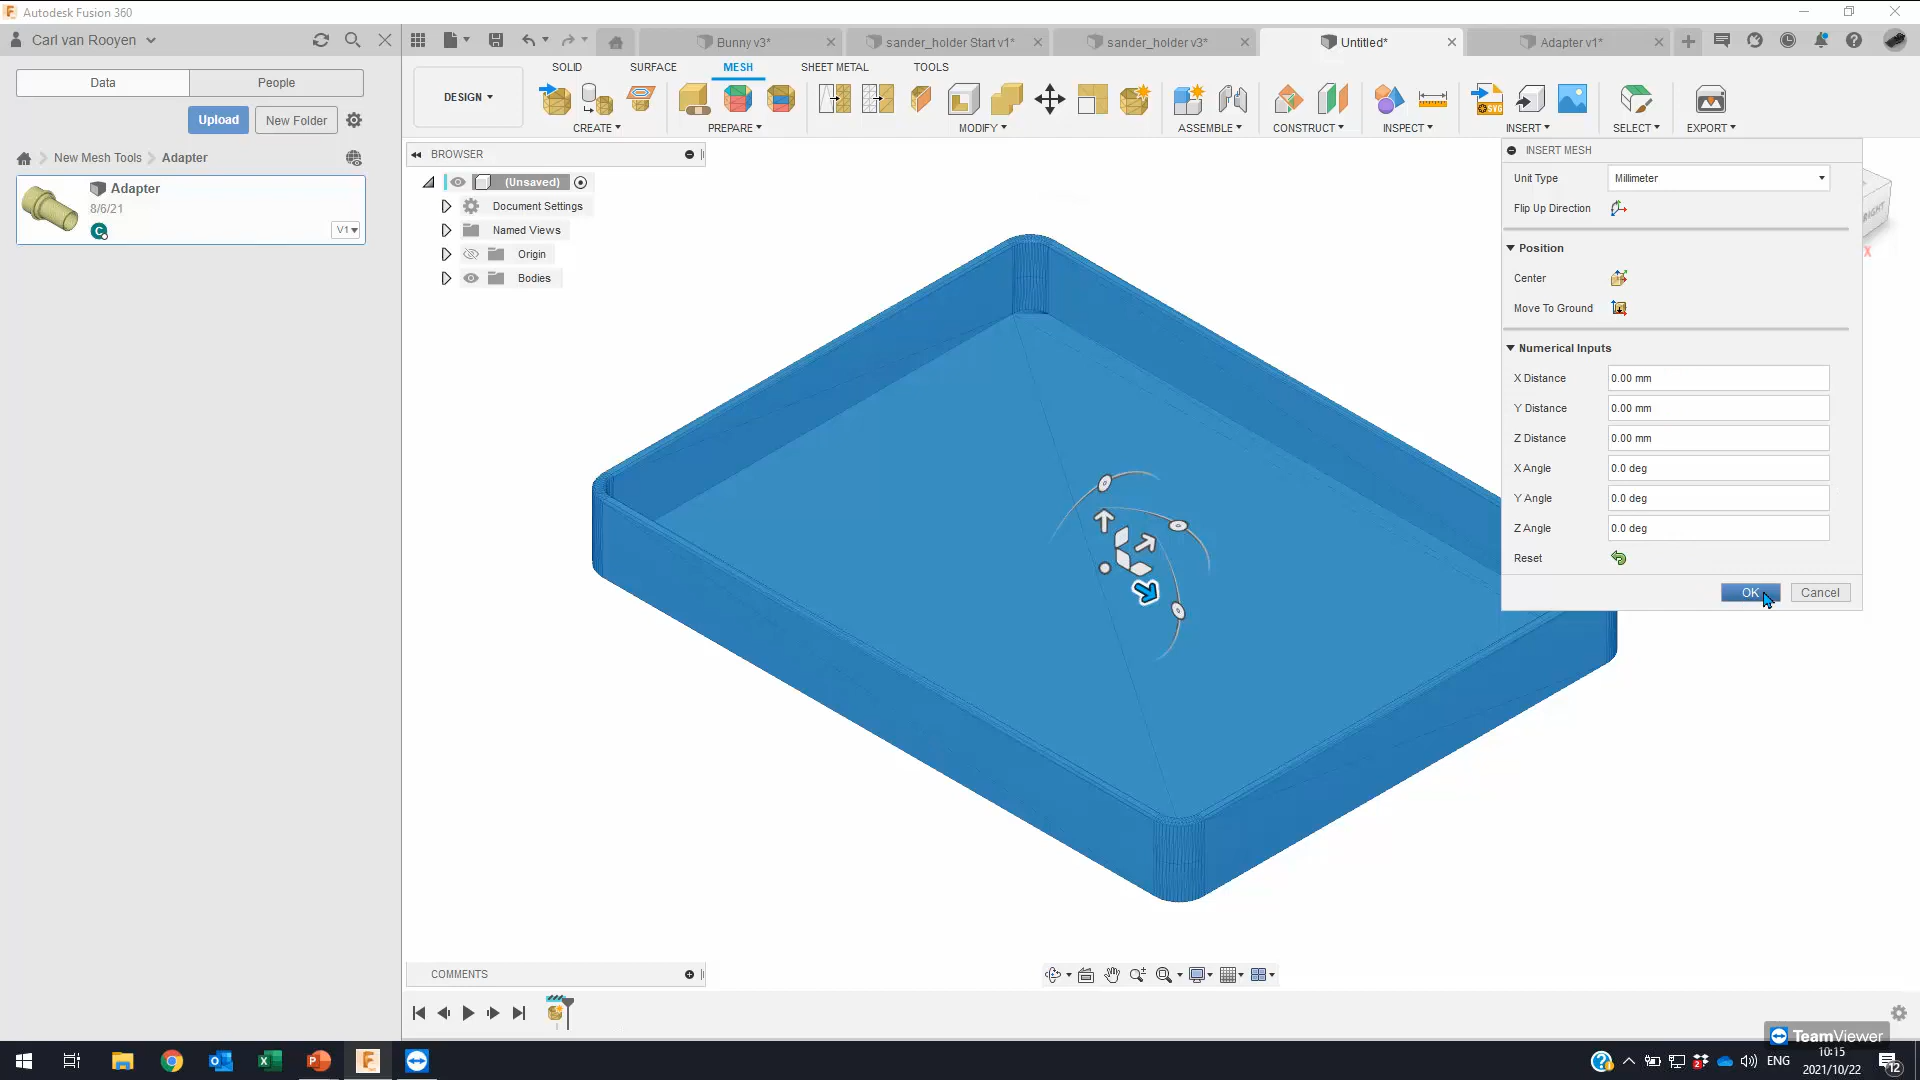 Autodesk Fusion 360
Carl van Rooyen
Bunny v3*
sander_holder Start v1*
sander_holder v3*
Untitled*
Adapter v1*
Data
People
SOLID
SURFACE
MESH
SHEET METAL
TOOLS
DESIGN
Upload
New Folder
CREATE
PREPARE
MODIFY
ASSEMBLE
CONSTRUCT
INSPECT
INSERT
SELECT
EXPORT
SVG
New Mesh Tools
Adapter
BROWSER
INSERT MESH
Adapter
8/6/21
C
V1
(Unsaved)
Document Settings
Named Views
Origin
Bodies
Unit Type
Millimeter
Flip Up Direction
Position
Center
Move To Ground
Numerical Inputs
X Distance
0.00 mm
Y Distance
0.00 mm
Z Distance
0.00 mm
X Angle
0.0 deg
Y Angle
0.0 deg
Z Angle
0.0 deg
Reset
OK
Cancel
RIGHT
X
COMMENTS
TeamViewer
ENG
10:15
2021/10/22
12